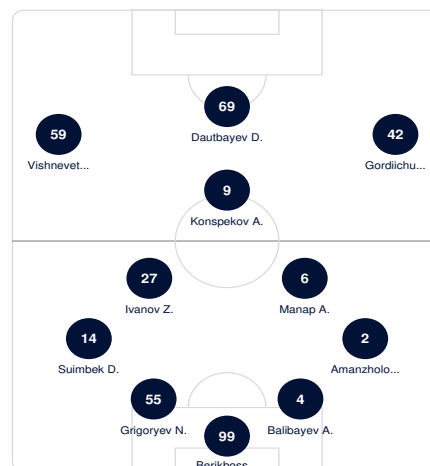 69
Dautbayev D.
59
Vishnevet...
42
Gordiichu...
9
Konspekov A.
27
Ivanov Z.
6
Manap A.
14
Suimbek D.
2
Amanzholo...
55
Grigoryev N.
4
Balibayev A.
99
Berikboss...